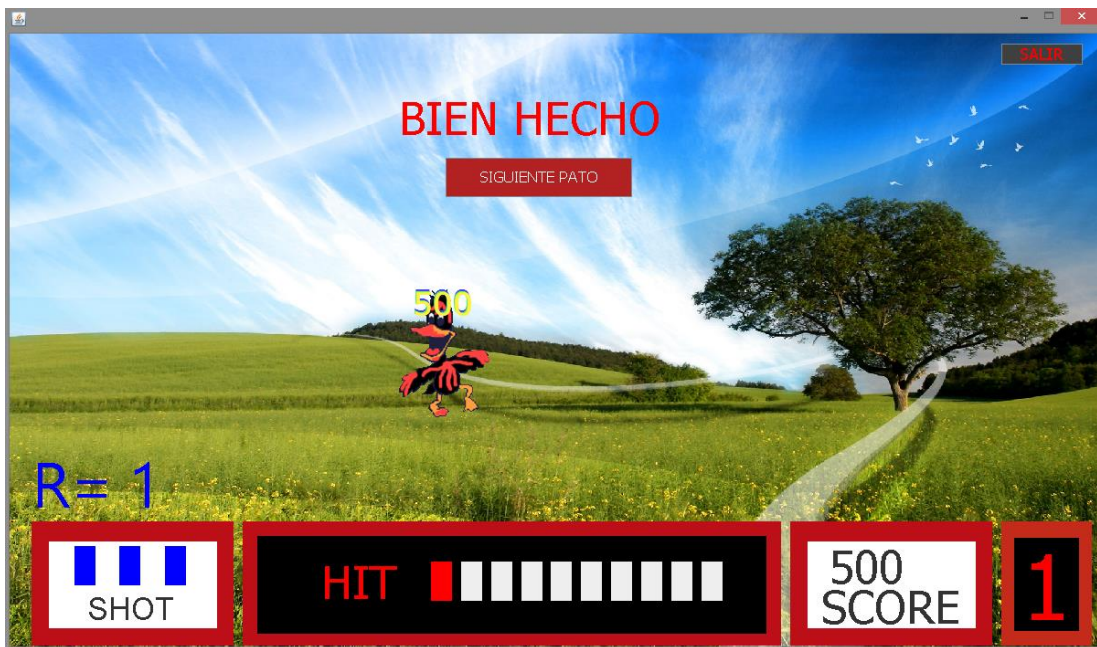 SALIR
BIEN HECHO
SIGUIENTE PATO
500
R= 1
SHOT
HIT
500
SCORE
1